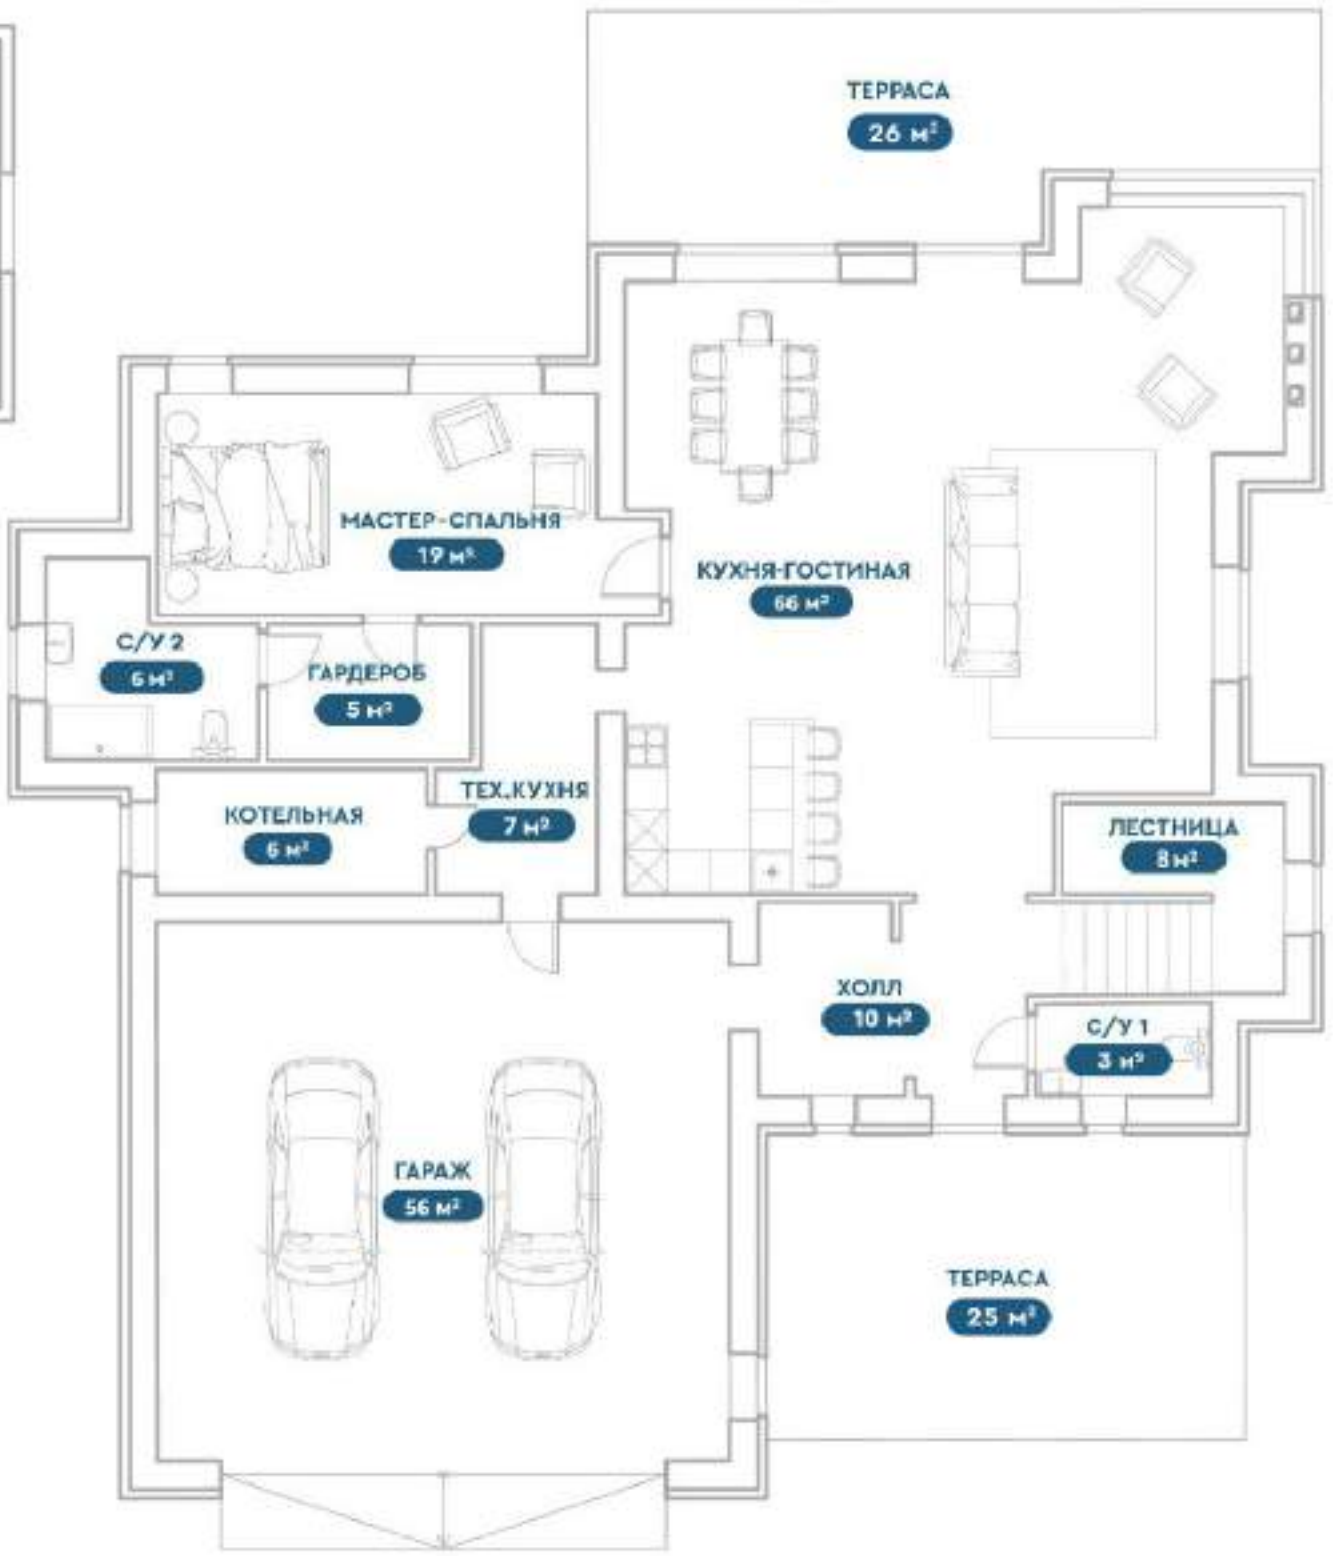 ТЕРРАСА
26 м²
МАСТЕР-СПАЛЬНЯ
19 м²
КУХНЯ-ГОСТИНАЯ
66 м²
С/У 2
6 м²
ГАРДЕРОБ
5 м²
КОТЕЛЬНАЯ
6 м²
ТЕХ.КУХНЯ
7 м²
ЛЕСТНИЦА
8 м²
ХОЛЛ
10 м²
С/У 1
3 м²
ГАРАЖ
56 м²
ТЕРРАСА
25 м²